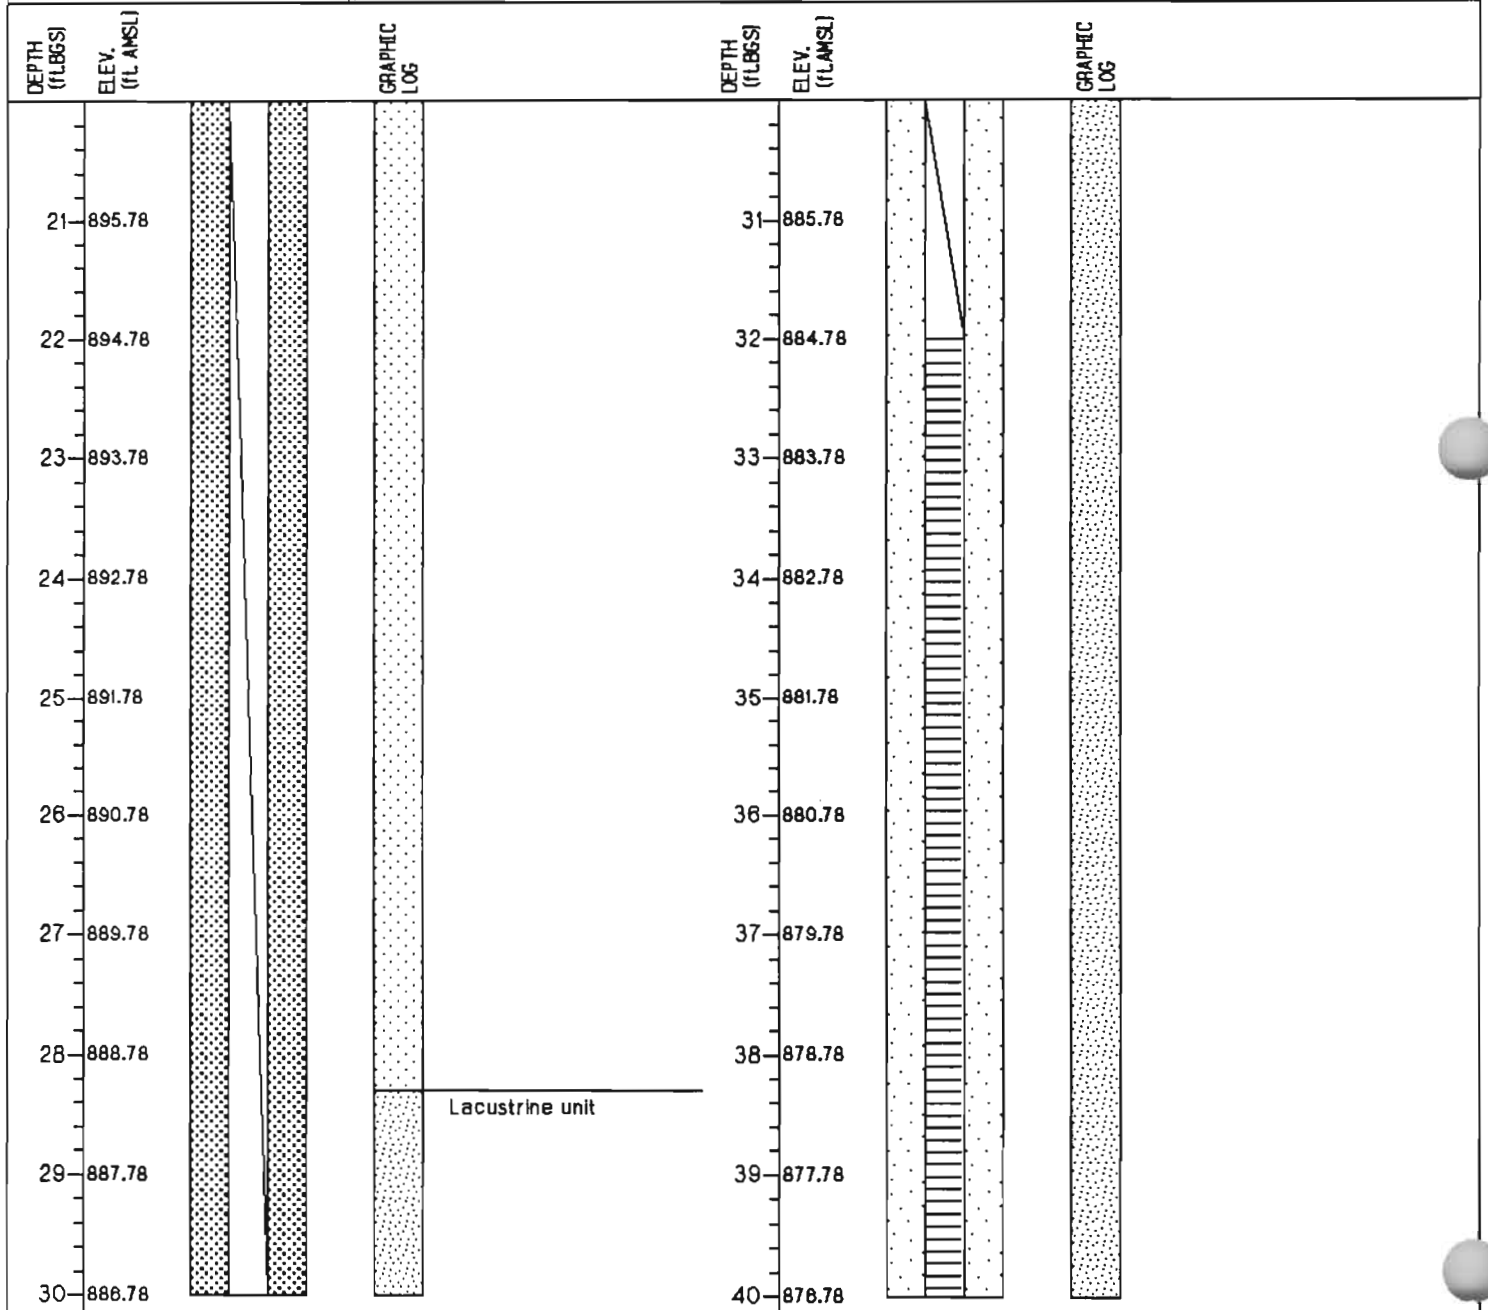 DEPTH
(ft.BGS)
ELEV.
(ft. AMSL)
GRAPHIC
LOG
21 895.78
22 894.78
23 893.78
24 892.78
25 891.78
26 890.78
27 889.78
28 888.78
Lacustrine unit
29 887.78
30 886.78
DEPTH
(ft.BGS)
ELEV.
(ft.AMSL)
GRAPHIC
LOG
31 885.78
32 884.78
33 883.78
34 882.78
35 881.78
36 880.78
37 879.78
38 878.78
39 877.78
40 876.78